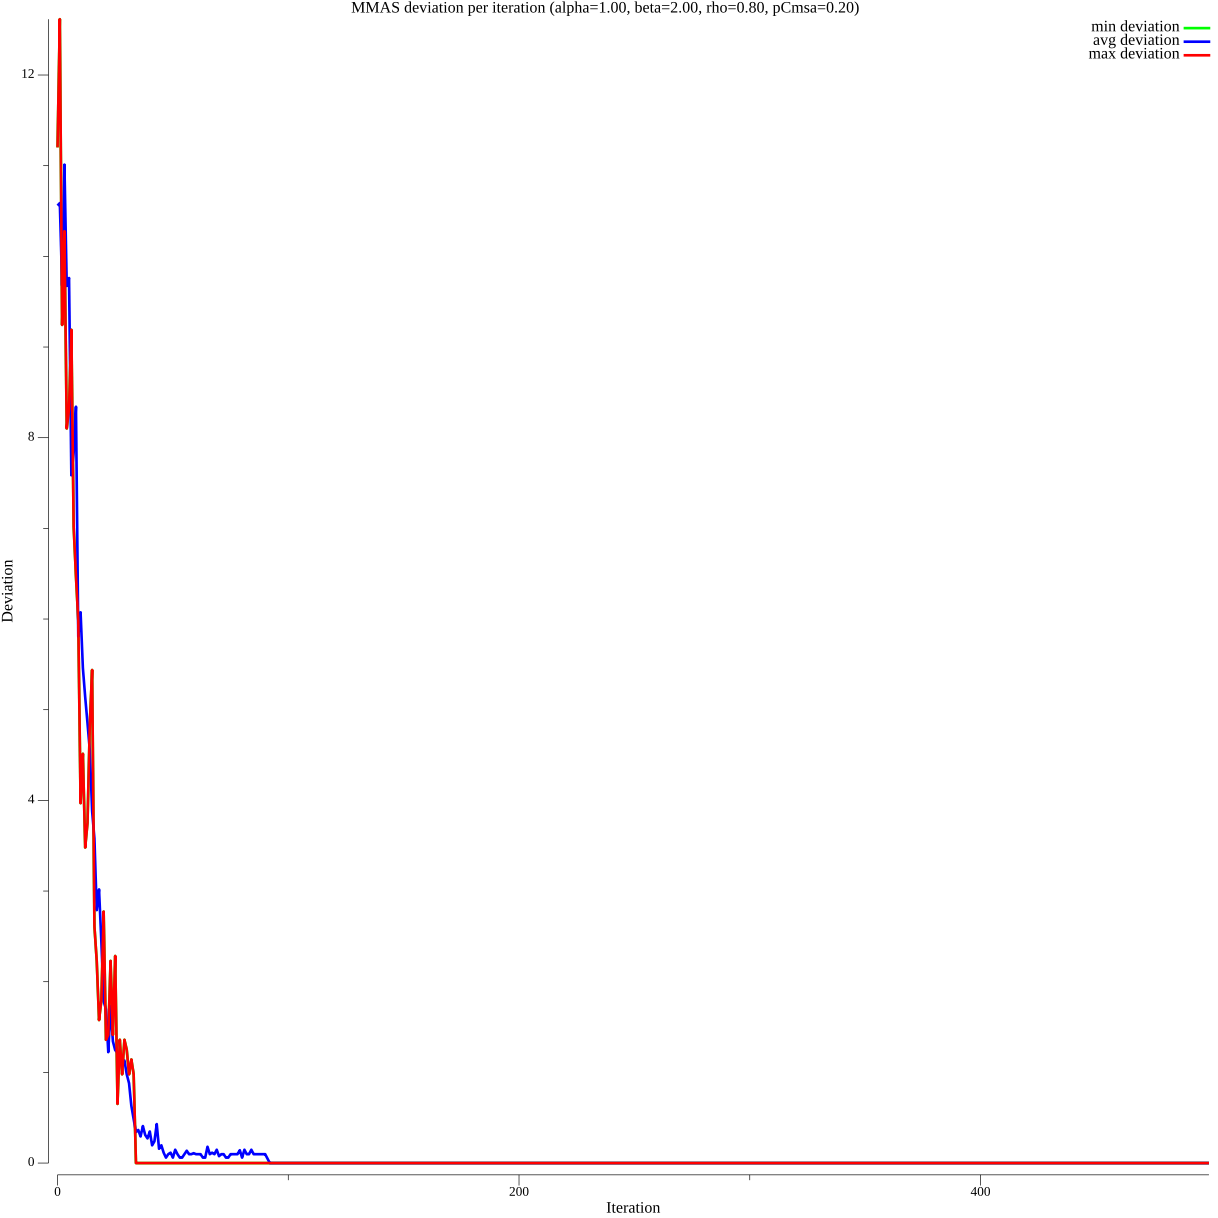 MMAS deviation per iteration (alpha=1.00, beta=2.00, rho=0.80, pCmsa=0.20)
min deviation
avg deviation
max deviation
12
8
4
0
Deviation
0
200
400
Iteration